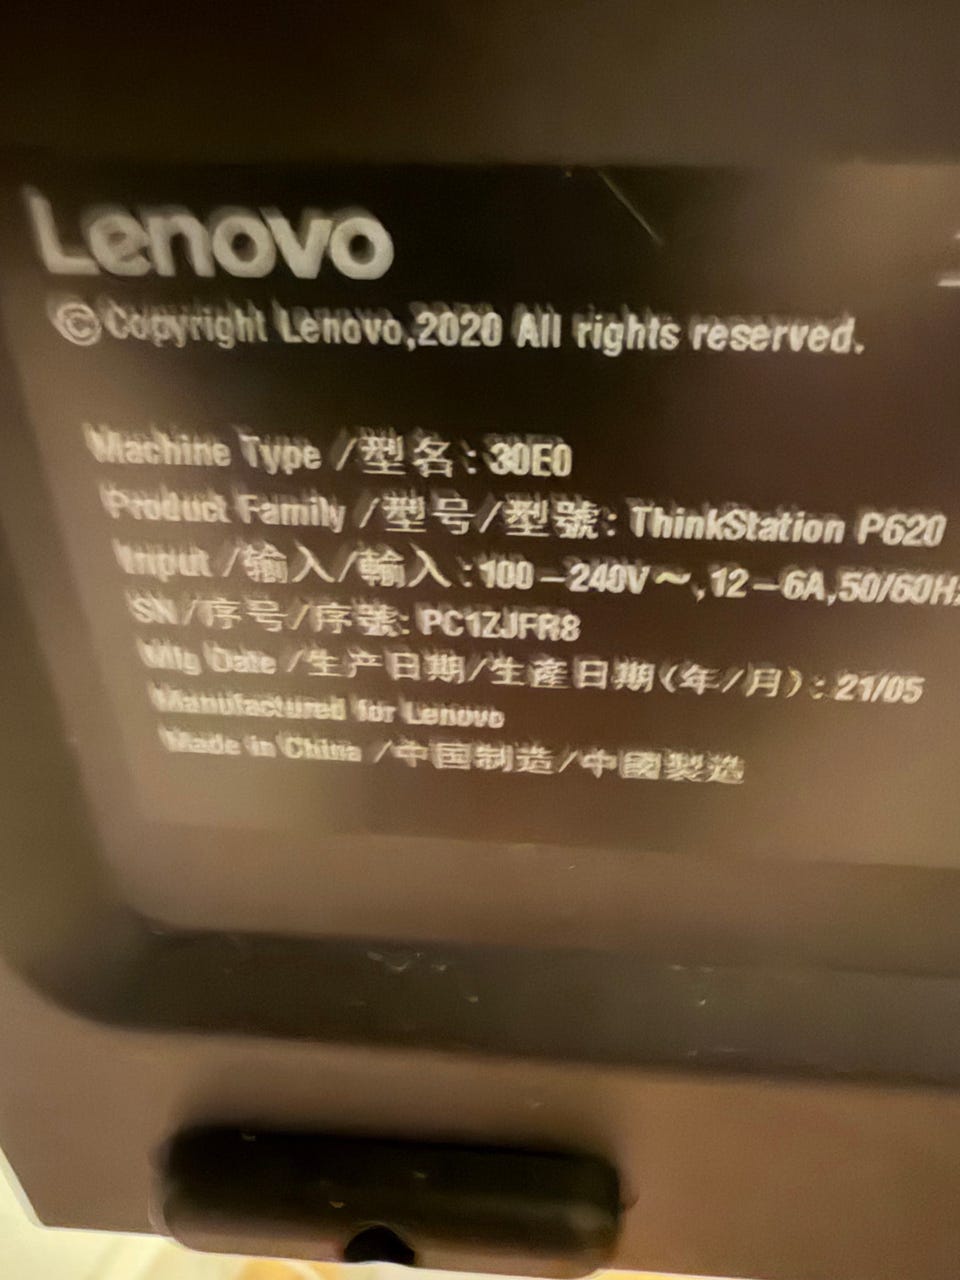 Lenovo
©Copyright Lenovo,2020 All rights reserved.
Machine Type /型名: 30E0
Product Family /型号/型號: ThinkStation P620
Input /输入/輸入:100–240V～,12–6A,50/60Hz
SN/序号/序號: PC1ZJFR8
Mfg Date /生产日期/生産日期(年/月): 21/05
Manufactured for Lenovo
Made in China /中国制造/中國製造